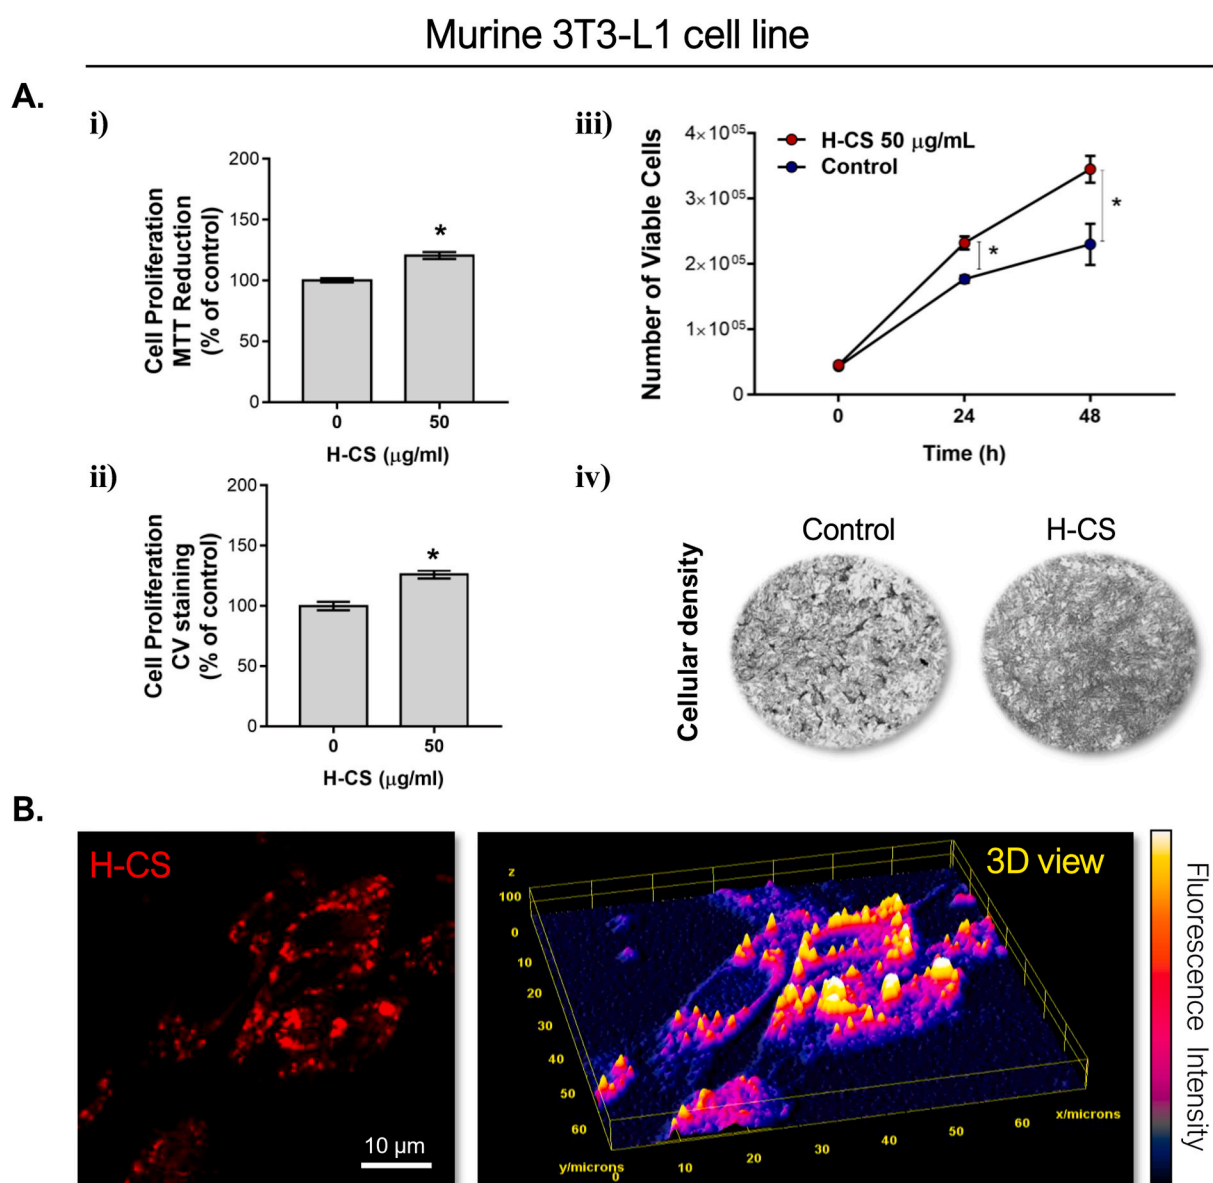 Murine 3T3-L1 cell line
A.
i)
200
150
100
50
0
Cell Proliferation
MTT Reduction
(% of control)
*
0
50
H-CS (μg/ml)
iii)
4×10⁰⁵
3×10⁰⁵
2×10⁰⁵
1×10⁰⁵
0
Number of Viable Cells
H-CS 50 μg/mL
Control
*
*
0
24
48
Time (h)
ii)
200
150
100
50
0
Cell Proliferation
CV staining
(% of control)
*
0
50
H-CS (μg/ml)
iv)
Control
H-CS
Cellular density
B.
H-CS
10 μm
3D view
z
100
0
10
20
30
40
50
60
y/microns
0
10
20
30
40
50
60
x/microns
Fluorescence Intensity